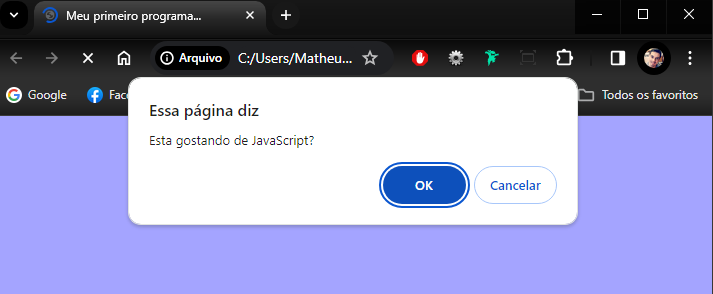 Meu primeiro programa...
Arquivo C:/Users/Matheu...
Google
Face
Todos os favoritos
Essa página diz
Esta gostando de JavaScript?
OK
Cancelar